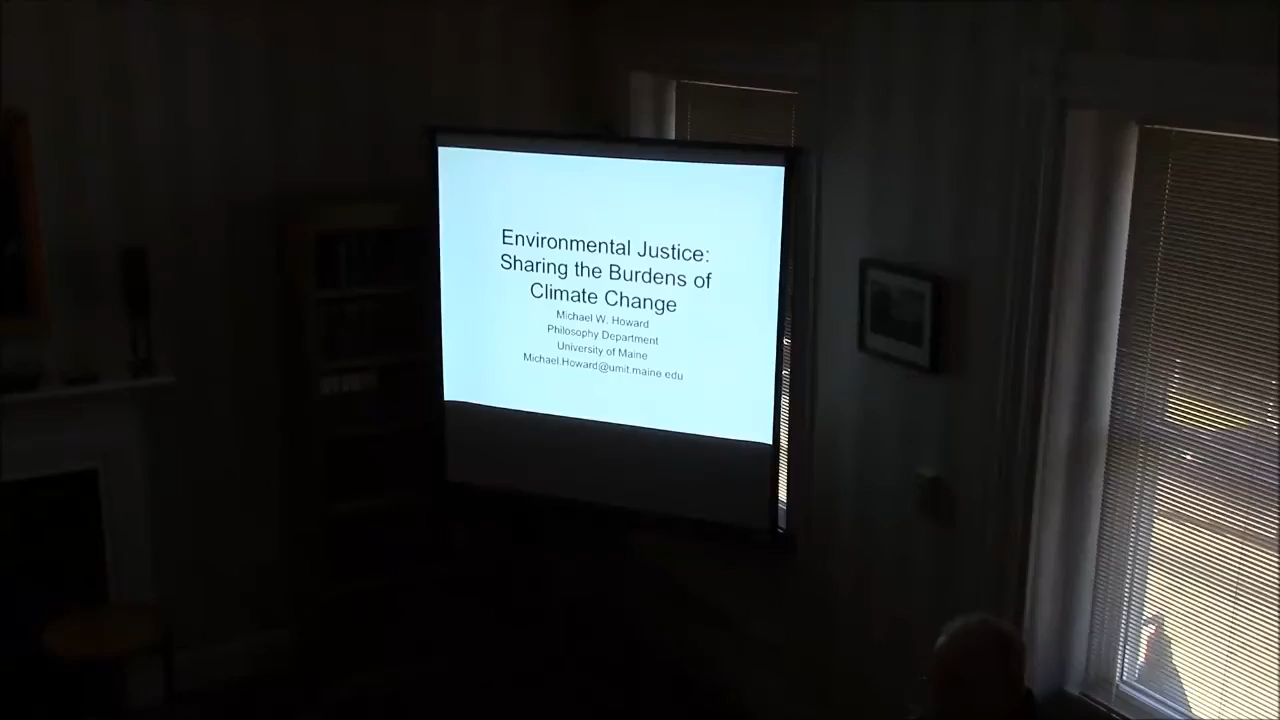 Environmental Justice:
Sharing the Burdens of
Climate Change
Michael W. Howard
Philosophy Department
University of Maine
Michael.Howard@umit.maine.edu